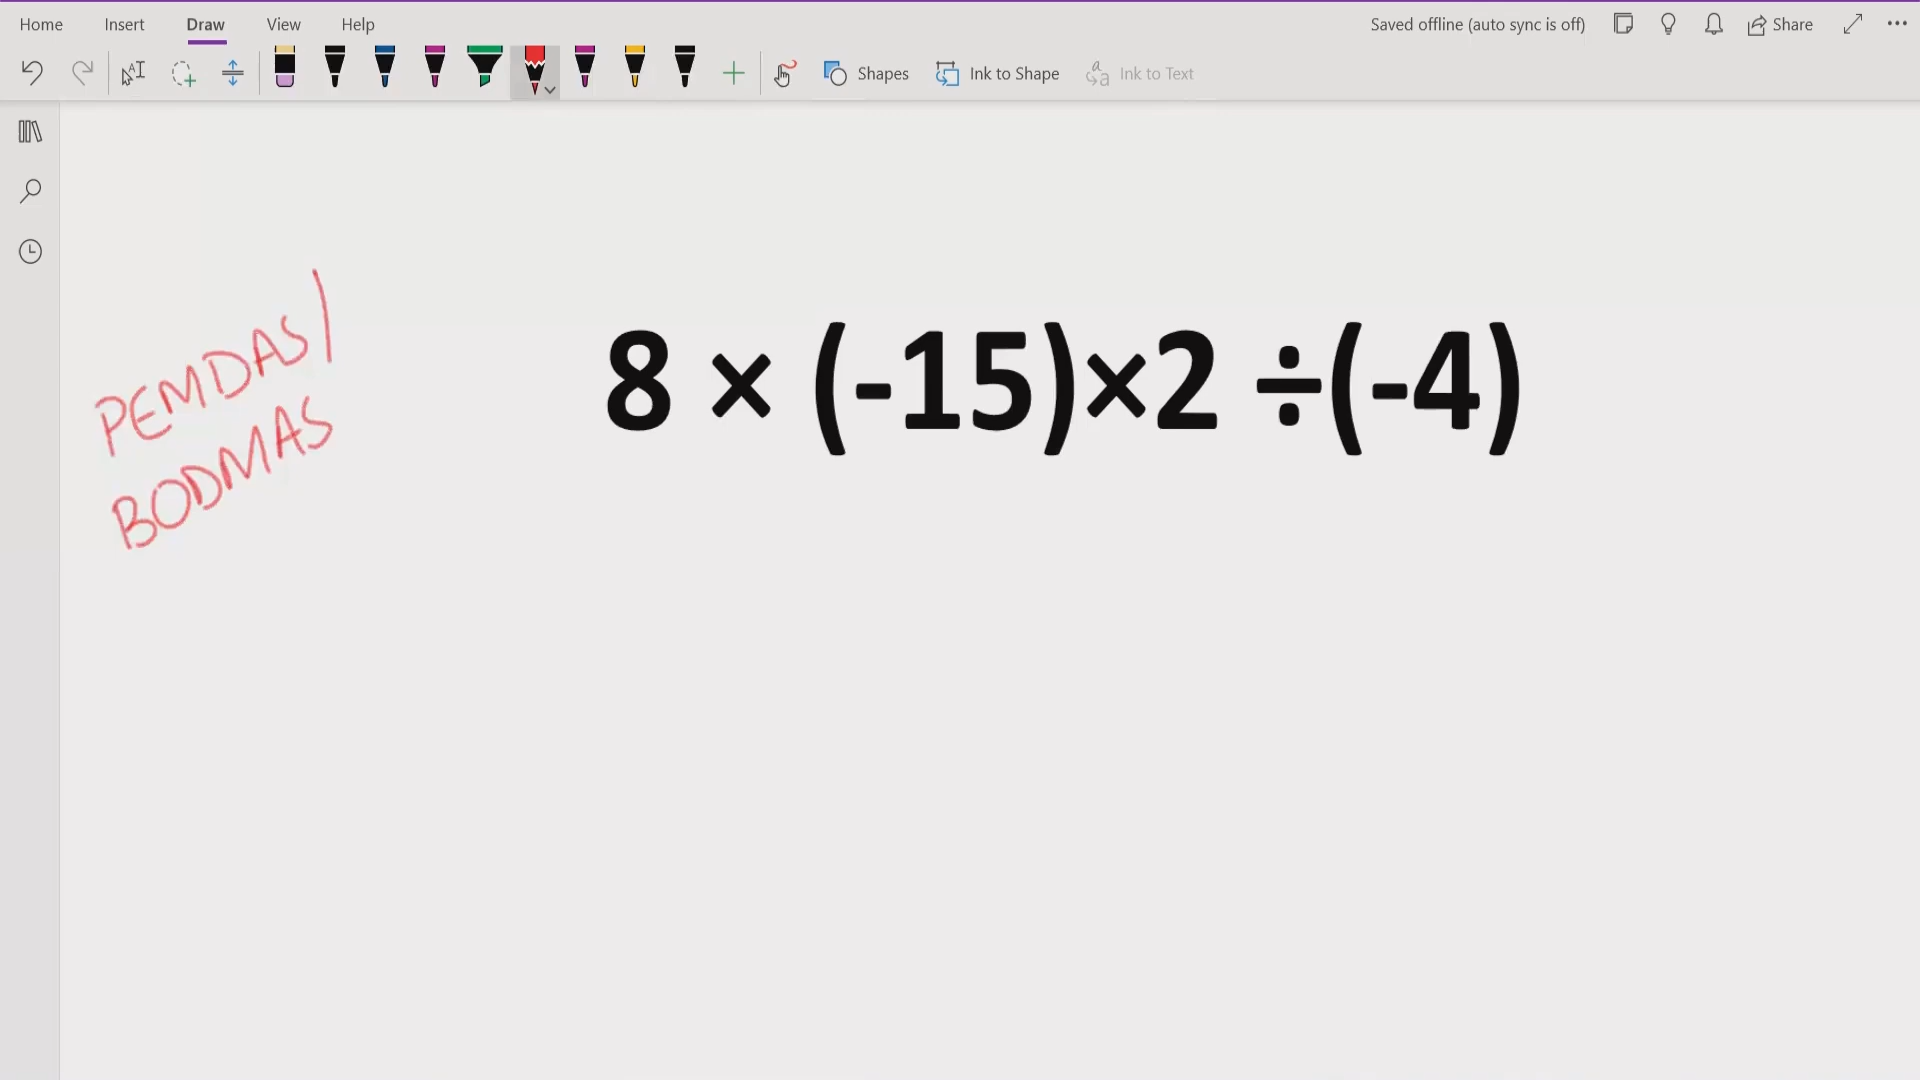 Home Insert Draw View Help Saved offline (auto sync is off) Share
Shapes Ink to Shape Ink to Text
PEMDAS/
BODMAS
8 × (-15)×2 ÷(-4)